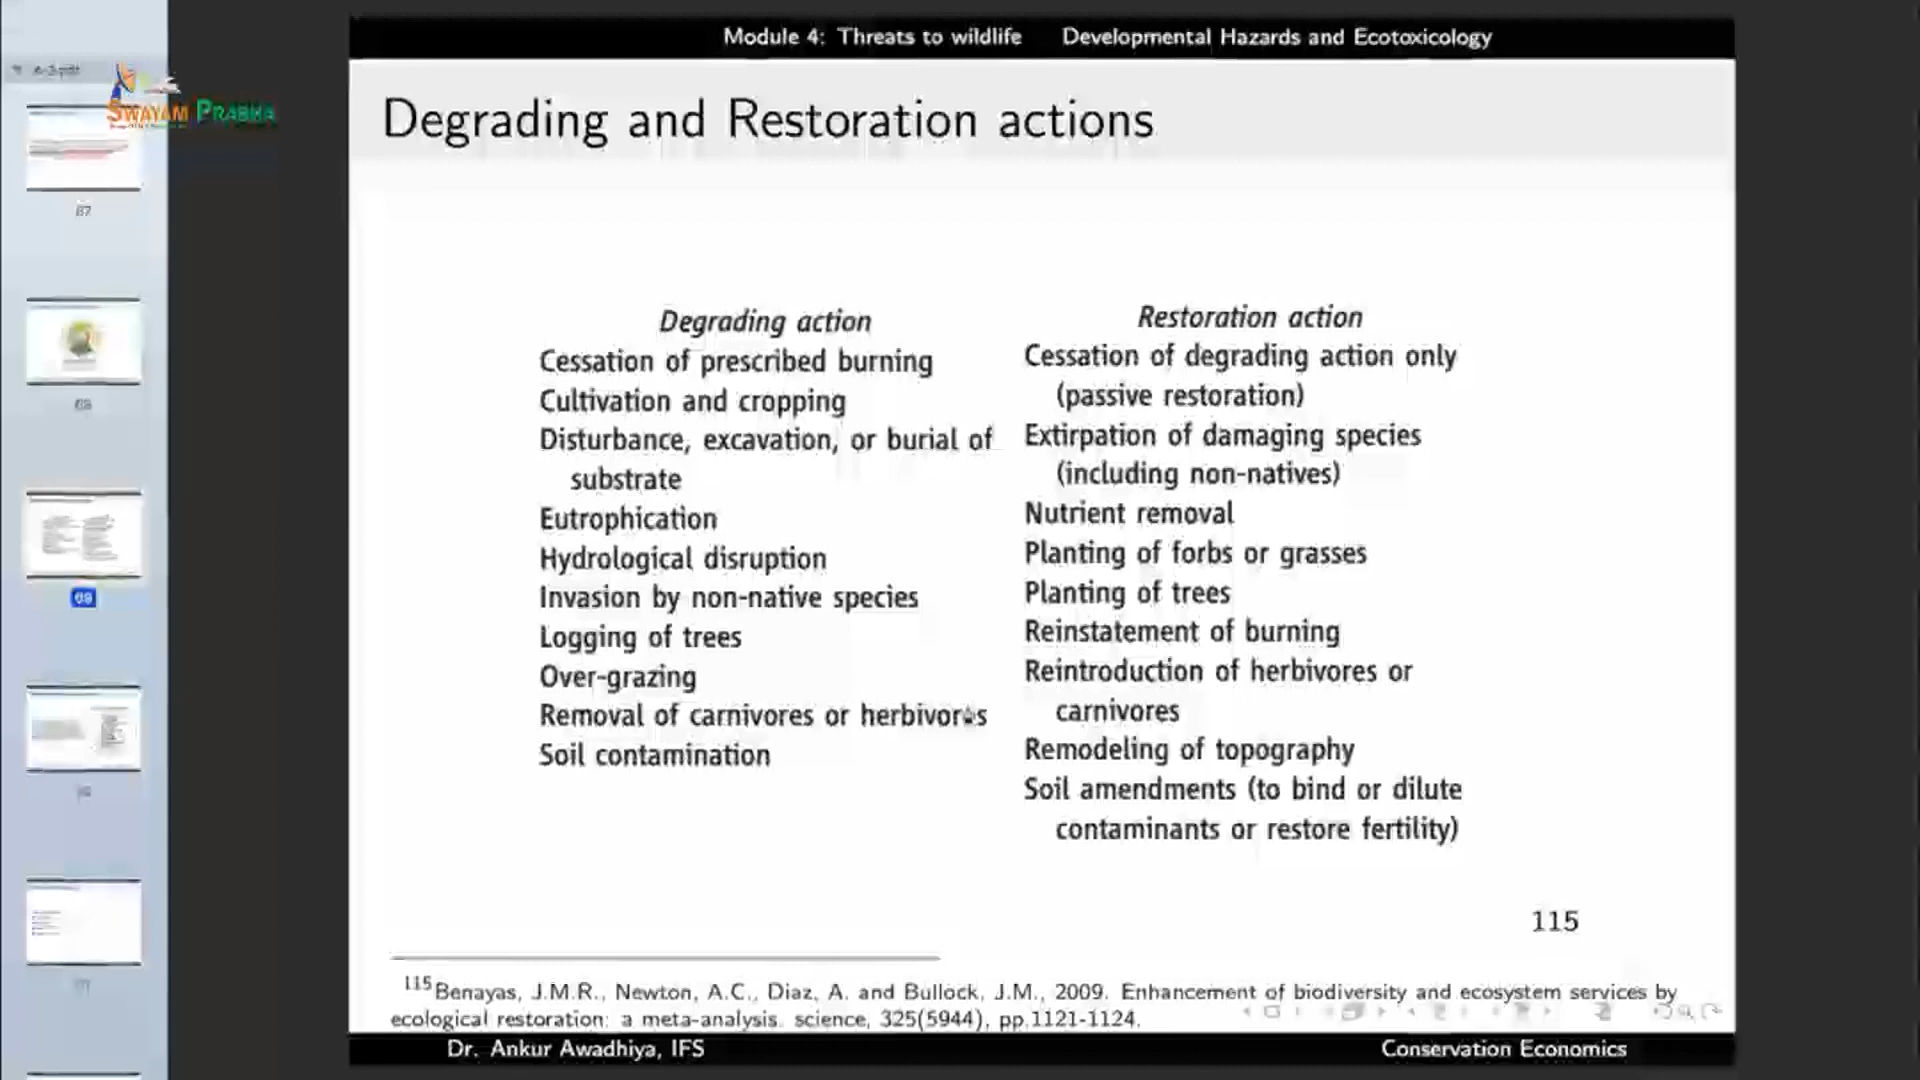 Module 4: Threats to wildlife Developmental Hazards and Ecotoxicology
SWAYAM PRABHA
Degrading and Restoration actions
Degrading action
Cessation of prescribed burning
Cultivation and cropping
Disturbance, excavation, or burial of
substrate
Eutrophication
Hydrological disruption
Invasion by non-native species
Logging of trees
Over-grazing
Removal of carnivores or herbivores
Soil contamination
Restoration action
Cessation of degrading action only
(passive restoration)
Extirpation of damaging species
(including non-natives)
Nutrient removal
Planting of forbs or grasses
Planting of trees
Reinstatement of burning
Reintroduction of herbivores or
carnivores
Remodeling of topography
Soil amendments (to bind or dilute
contaminants or restore fertility)
115
115 Benayas, J.M.R., Newton, A.C., Diaz, A. and Bullock, J.M., 2009. Enhancement of biodiversity and ecosystem services by
ecological restoration: a meta-analysis. science, 325(5944), pp.1121-1124.
Dr. Ankur Awadhiya, IFS Conservation Economics
67
69